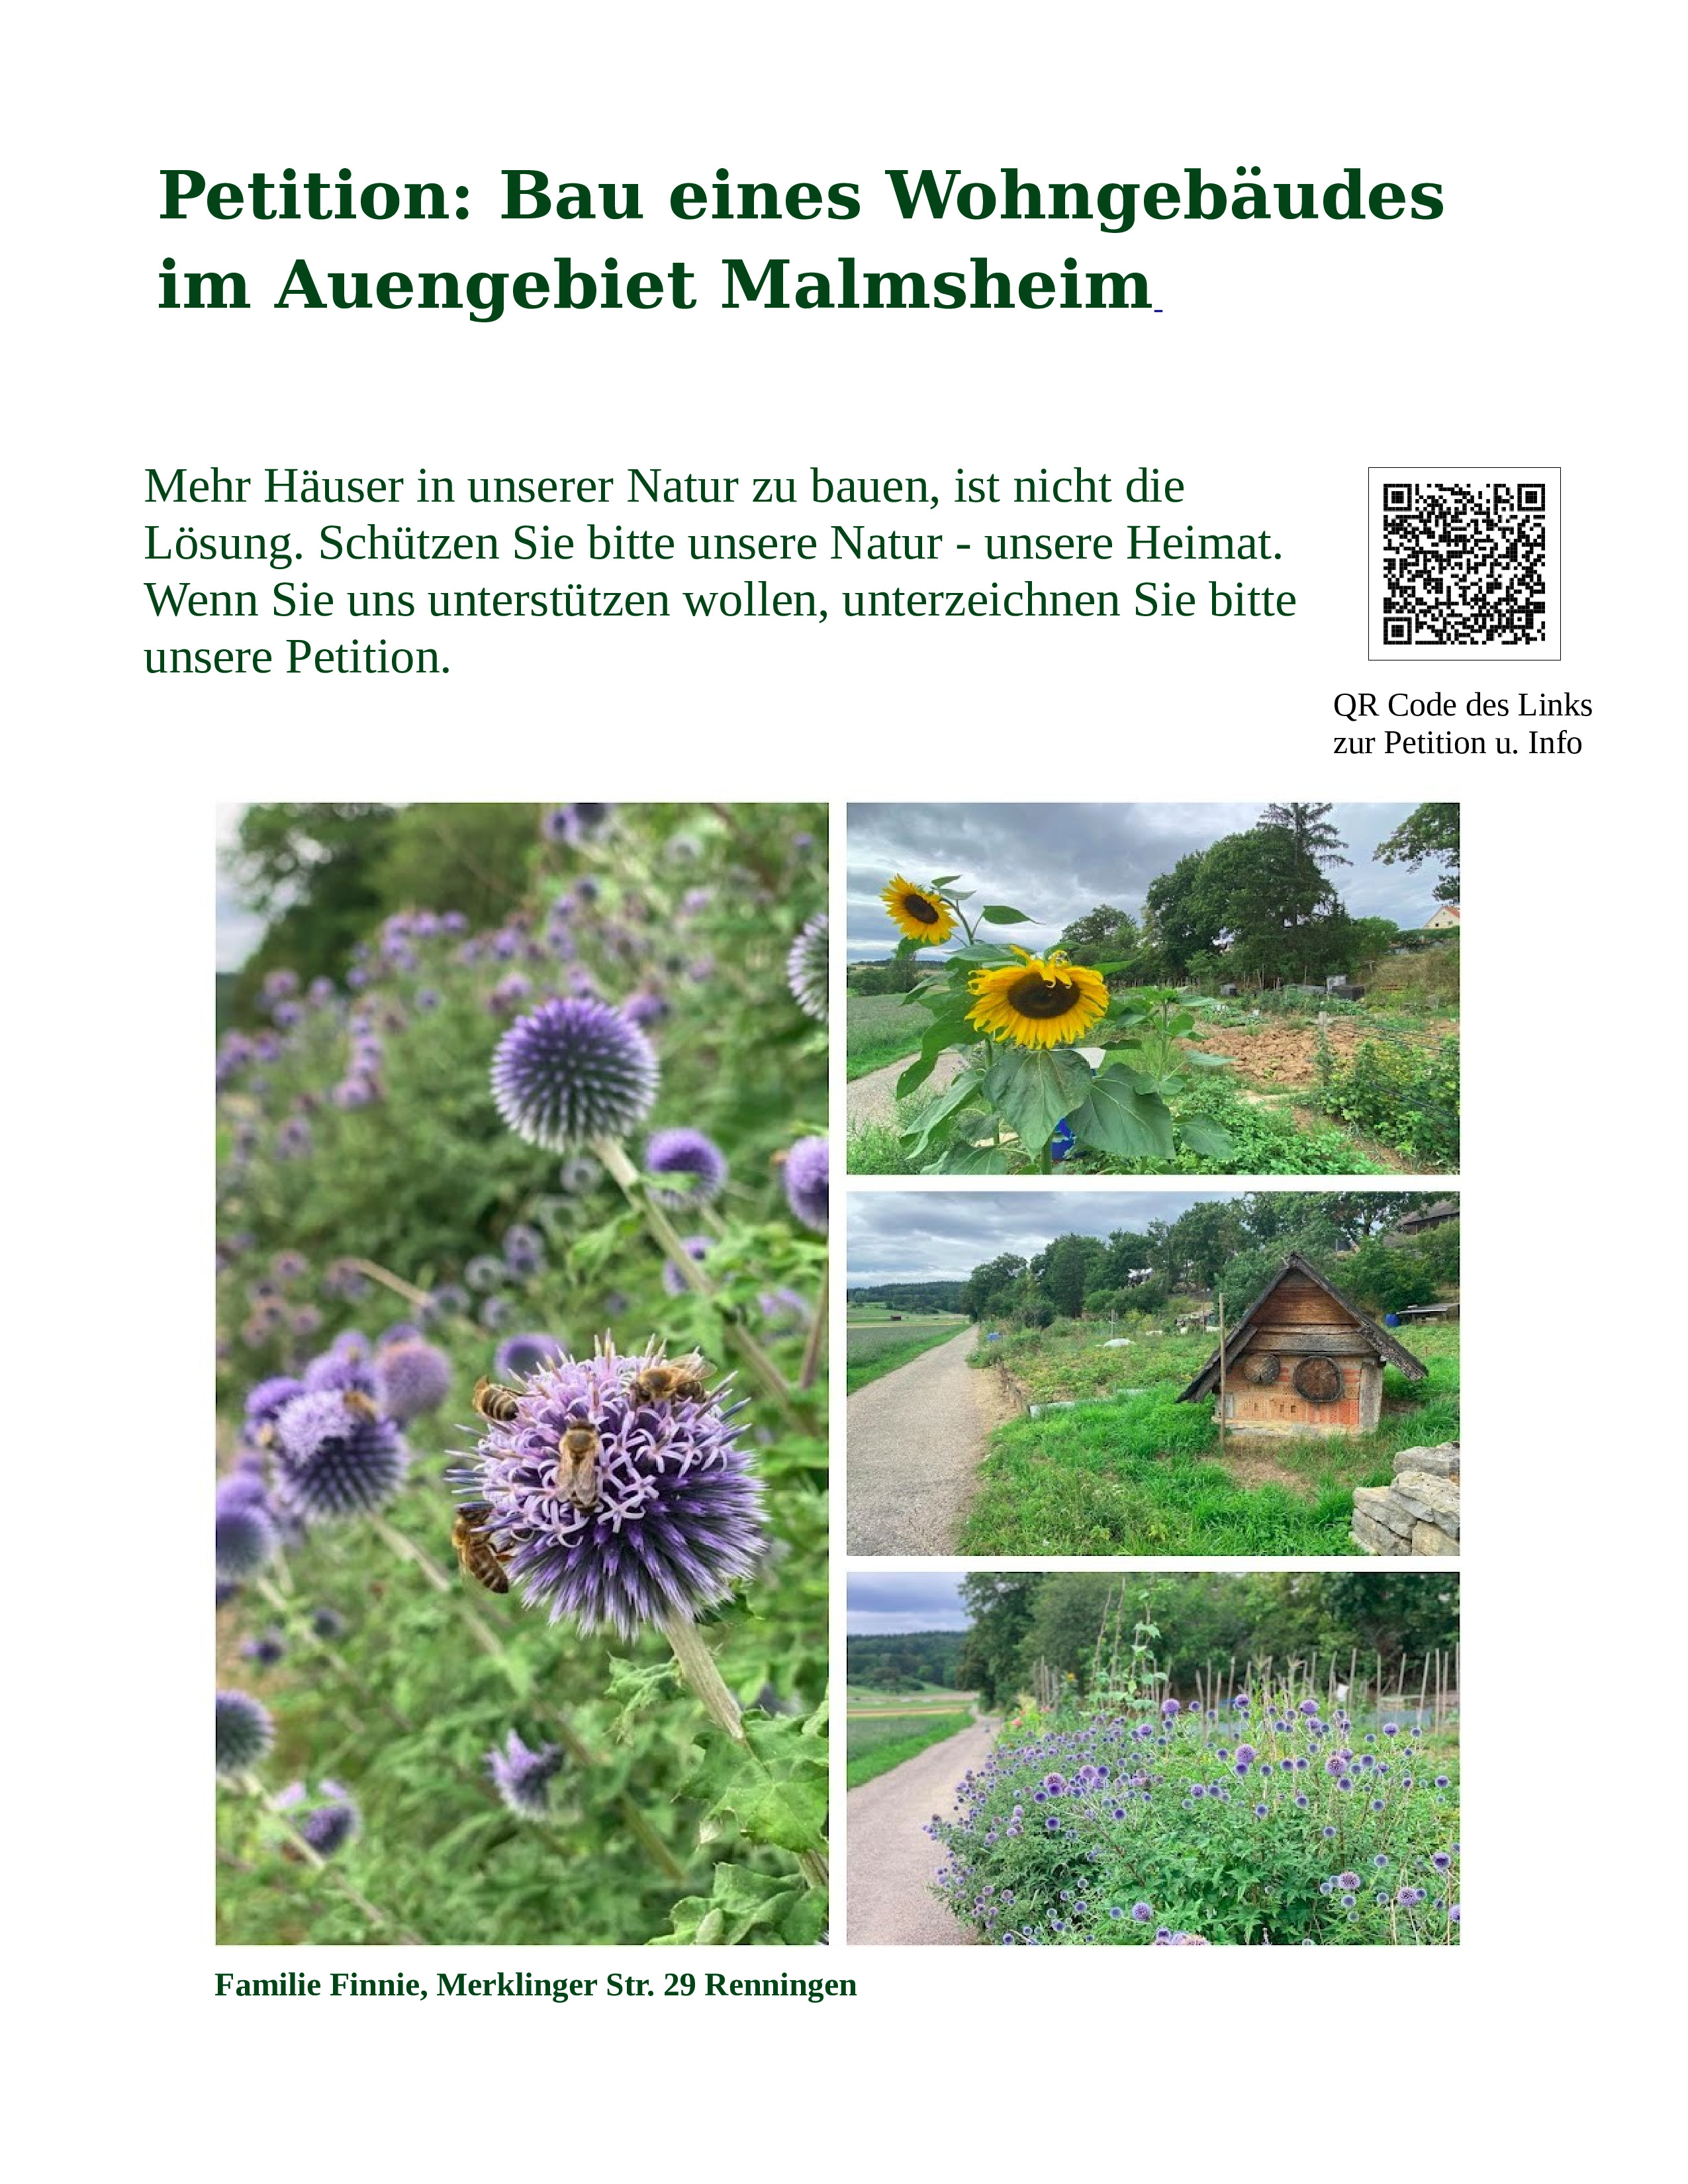 Petition: Bau eines Wohngebäudes
im Auengebiet Malmsheim
Mehr Häuser in unserer Natur zu bauen, ist nicht die
Lösung. Schützen Sie bitte unsere Natur - unsere Heimat.
Wenn Sie uns unterstützen wollen, unterzeichnen Sie bitte
unsere Petition.
QR Code des Links
zur Petition u. Info
Familie Finnie, Merklinger Str. 29 Renningen